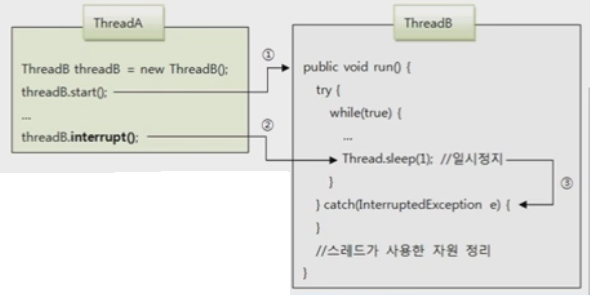 ThreadA
ThreadB threadB = new ThreadB();
threadB.start();
...
threadB.interrupt();
①
②
ThreadB
public void run() {
try {
while(true) {
...
Thread.sleep(1); //일시정지
}
} catch(InterruptedException e) {
}
//스레드가 사용한 자원 정리
}
③